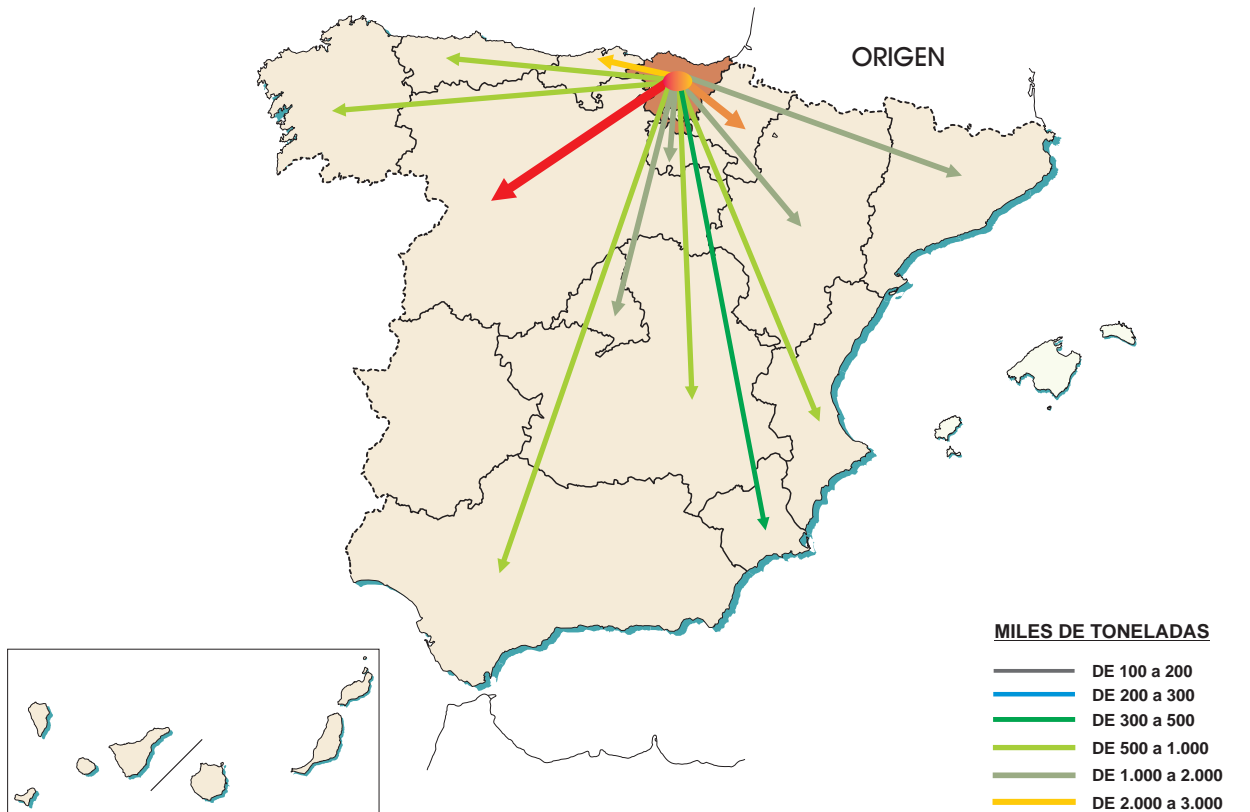 ORIGEN
MILES DE TONELADAS
DE 100 a 200
DE 200 a 300
DE 300 a 500
DE 500 a 1.000
DE 1.000 a 2.000
DE 2.000 a 3.000